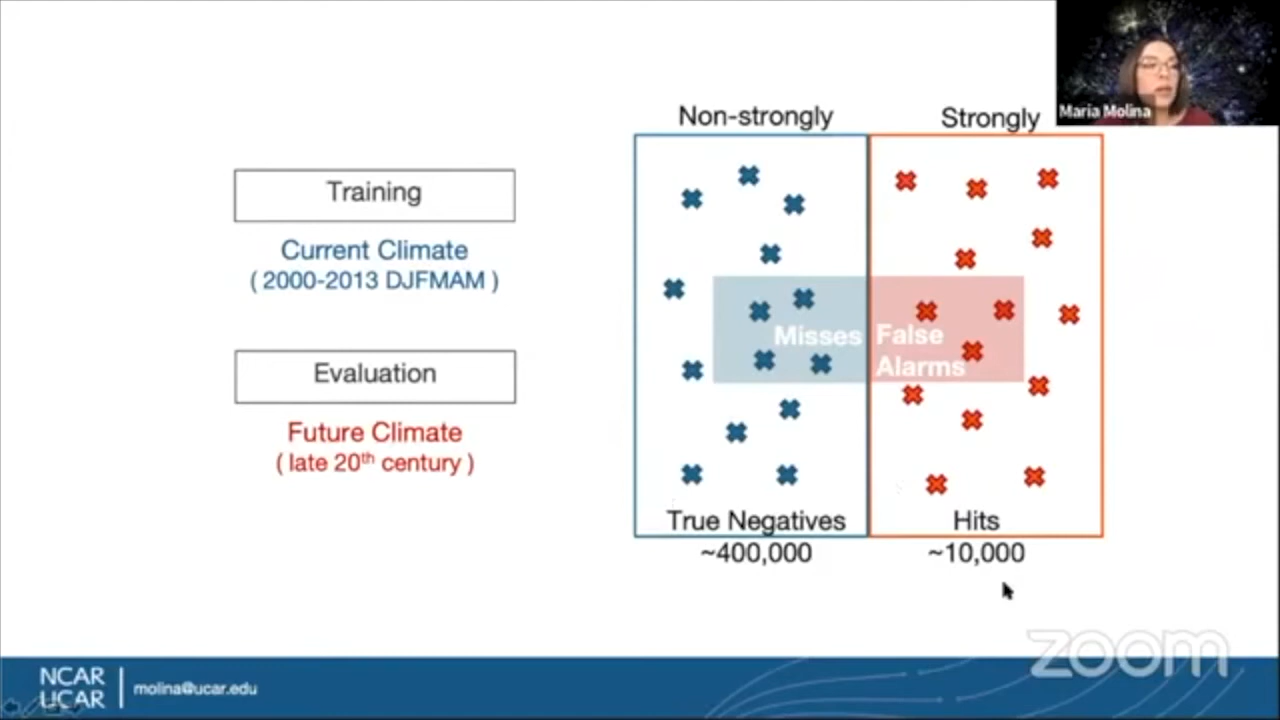 Maria Molina
Non-strongly
Strongly
Training
Current Climate
( 2000-2013 DJFMAM )
Evaluation
Future Climate
( late 20th century )
Misses
False
Alarms
True Negatives
Hits
~400,000
~10,000
zoom
NCAR
UCAR
molina@ucar.edu